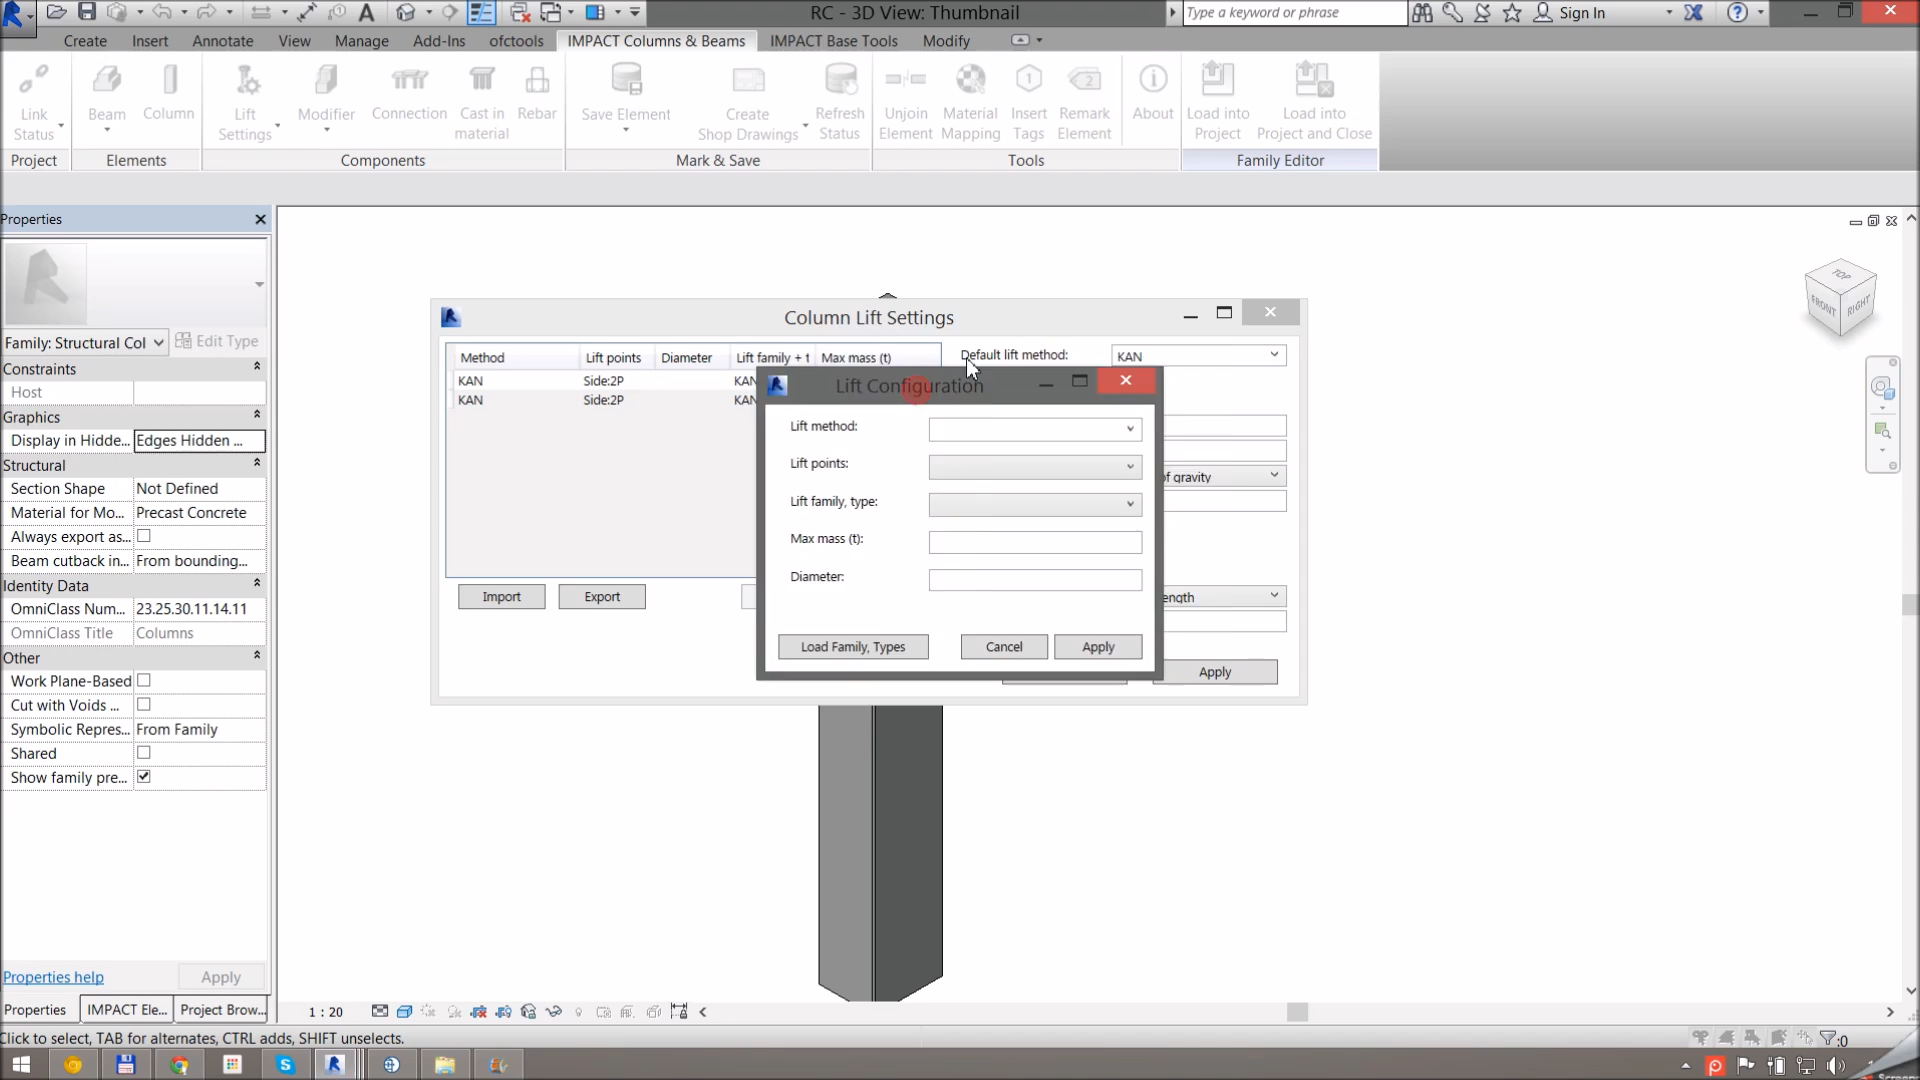 RC - 3D View: Thumbnail
Type a keyword or phrase
Sign In
Create Insert Annotate View Manage Add-Ins ofctools IMPACT Columns & Beams IMPACT Base Tools Modify
Link Status
Beam
Column
Lift Settings
Modifier
Connection
Cast in material
Rebar
Save Element
Create Shop Drawings
Refresh Status
Unjoin Element
Material Mapping
Insert Tags
Remark Element
About
Load into Project
Load into Project and Close
Project Elements Components Mark & Save Tools Family Editor
Properties
Family: Structural Col
Edit Type
Constraints
Host
Graphics
Display in Hidde... Edges Hidden ...
Structural
Section Shape Not Defined
Material for Mo... Precast Concrete
Always export as...
Beam cutback in... From bounding...
Identity Data
OmniClass Num... 23.25.30.11.14.11
OmniClass Title Columns
Other
Work Plane-Based
Cut with Voids ...
Symbolic Repres... From Family
Shared
Show family pre...
Properties help
Apply
Properties IMPACT Ele... Project Brow...
TOP
FRONT
RIGHT
Column Lift Settings
Method Lift points Diameter Lift family + t Max mass (t)
KAN Side:2P KAN
KAN Side:2P KAN
Default lift method: KAN
of gravity
ength
Import
Export
Apply
Lift Configuration
Lift method:
Lift points:
Lift family, type:
Max mass (t):
Diameter:
Load Family, Types
Cancel
Apply
1 : 20
Click to select, TAB for alternates, CTRL adds, SHIFT unselects.
:0